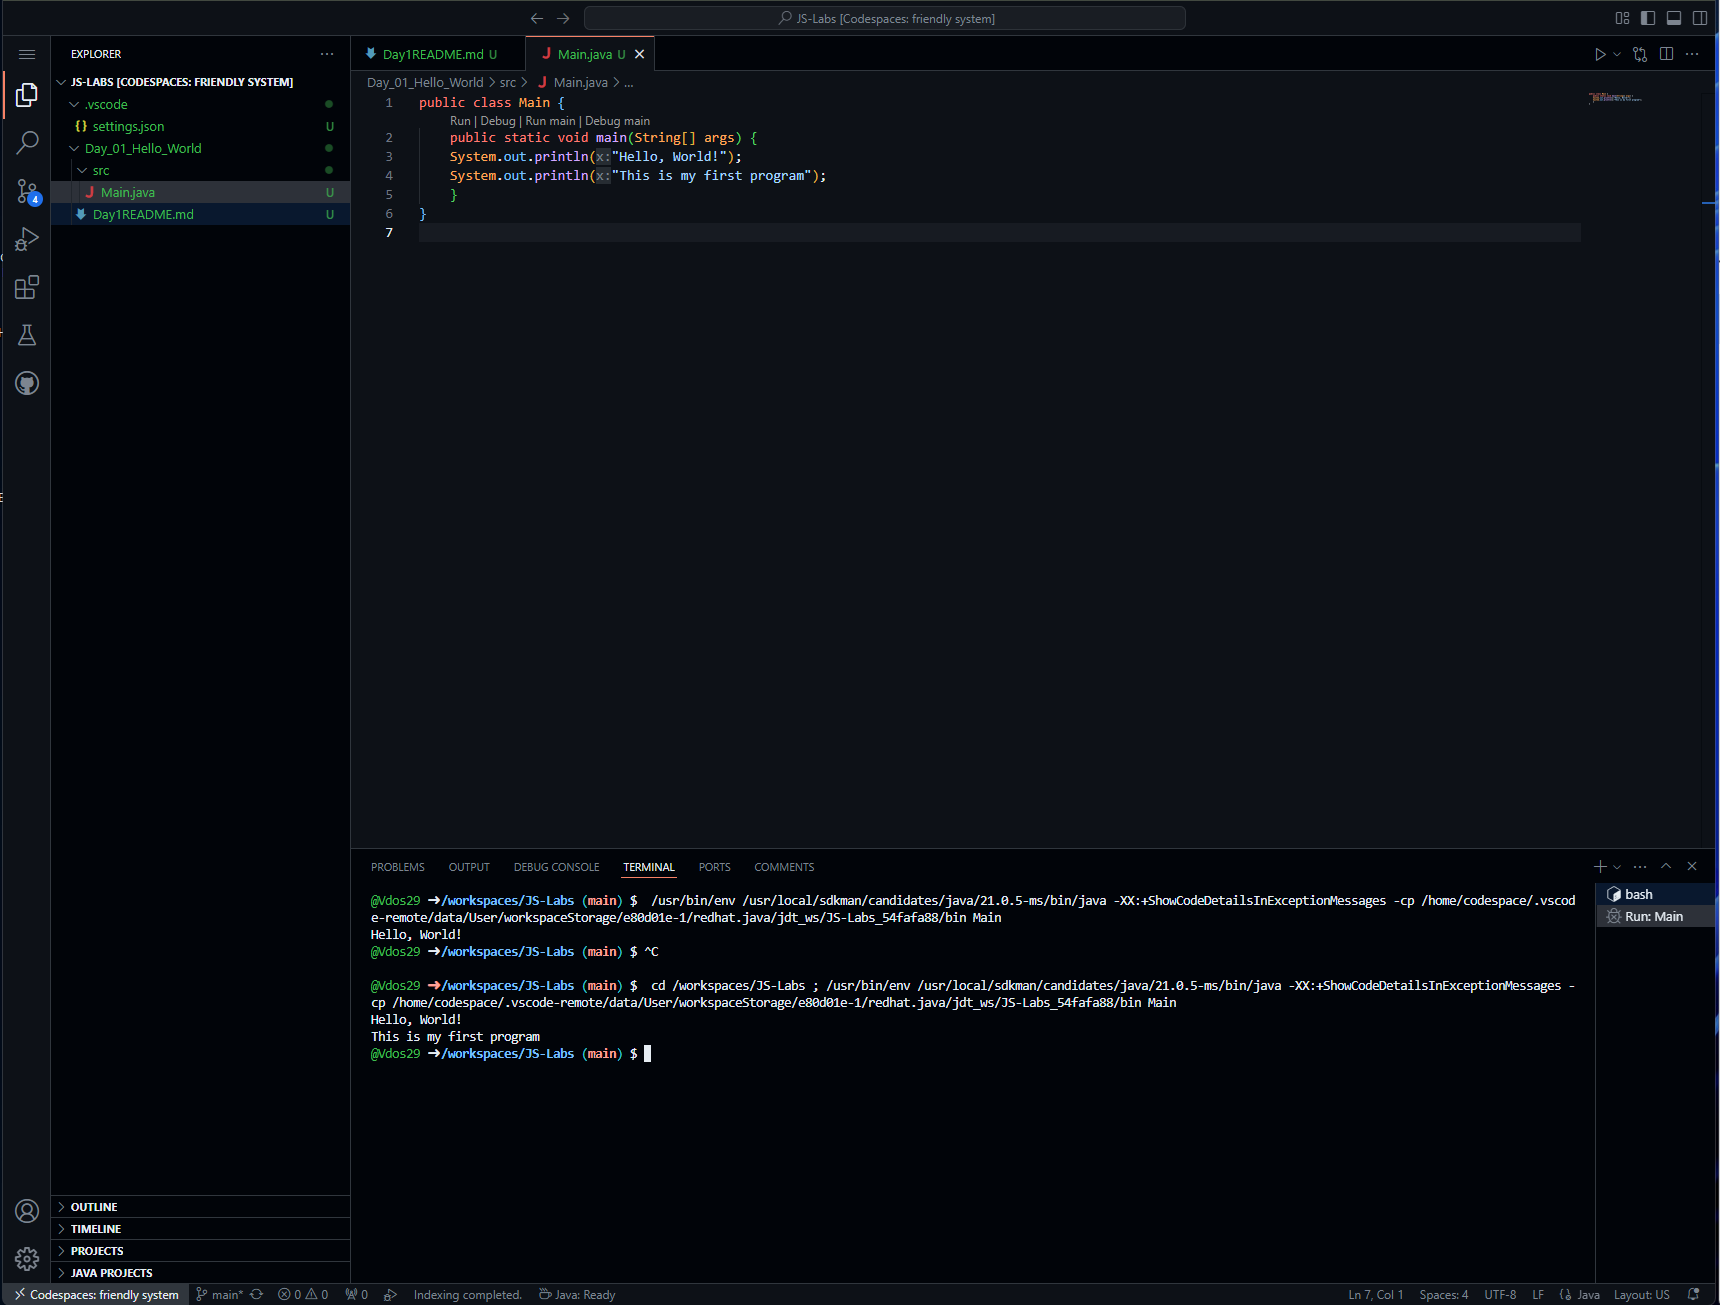 JS-Labs [Codespaces: friendly system]
EXPLORER
JS-LABS [CODESPACES: FRIENDLY SYSTEM]
.vscode
{} settings.json U
Day_01_Hello_World
src
J Main.java U
Day1README.md U
4
Day1README.md U
J Main.java U
Day_01_Hello_World > src > J Main.java > ...
1 public class Main {
Run | Debug | Run main | Debug main
2 public static void main(String[] args) {
3 System.out.println(x:"Hello, World!");
4 System.out.println(x:"This is my first program");
5 }
6 }
7
PROBLEMS OUTPUT DEBUG CONSOLE TERMINAL PORTS COMMENTS
@Vdos29 ➜/workspaces/JS-Labs (main) $ /usr/bin/env /usr/local/sdkman/candidates/java/21.0.5-ms/bin/java -XX:+ShowCodeDetailsInExceptionMessages -cp /home/codespace/.vscod
e-remote/data/User/workspaceStorage/e80d01e-1/redhat.java/jdt_ws/JS-Labs_54fafa88/bin Main
Hello, World!
@Vdos29 ➜/workspaces/JS-Labs (main) $ ^C
@Vdos29 ➜/workspaces/JS-Labs (main) $ cd /workspaces/JS-Labs ; /usr/bin/env /usr/local/sdkman/candidates/java/21.0.5-ms/bin/java -XX:+ShowCodeDetailsInExceptionMessages -
cp /home/codespace/.vscode-remote/data/User/workspaceStorage/e80d01e-1/redhat.java/jdt_ws/JS-Labs_54fafa88/bin Main
Hello, World!
This is my first program
@Vdos29 ➜/workspaces/JS-Labs (main) $
bash
Run: Main
OUTLINE
TIMELINE
PROJECTS
JAVA PROJECTS
Codespaces: friendly system main* 0 0 0 Indexing completed. Java: Ready Ln 7, Col 1 Spaces: 4 UTF-8 LF {} Java Layout: US